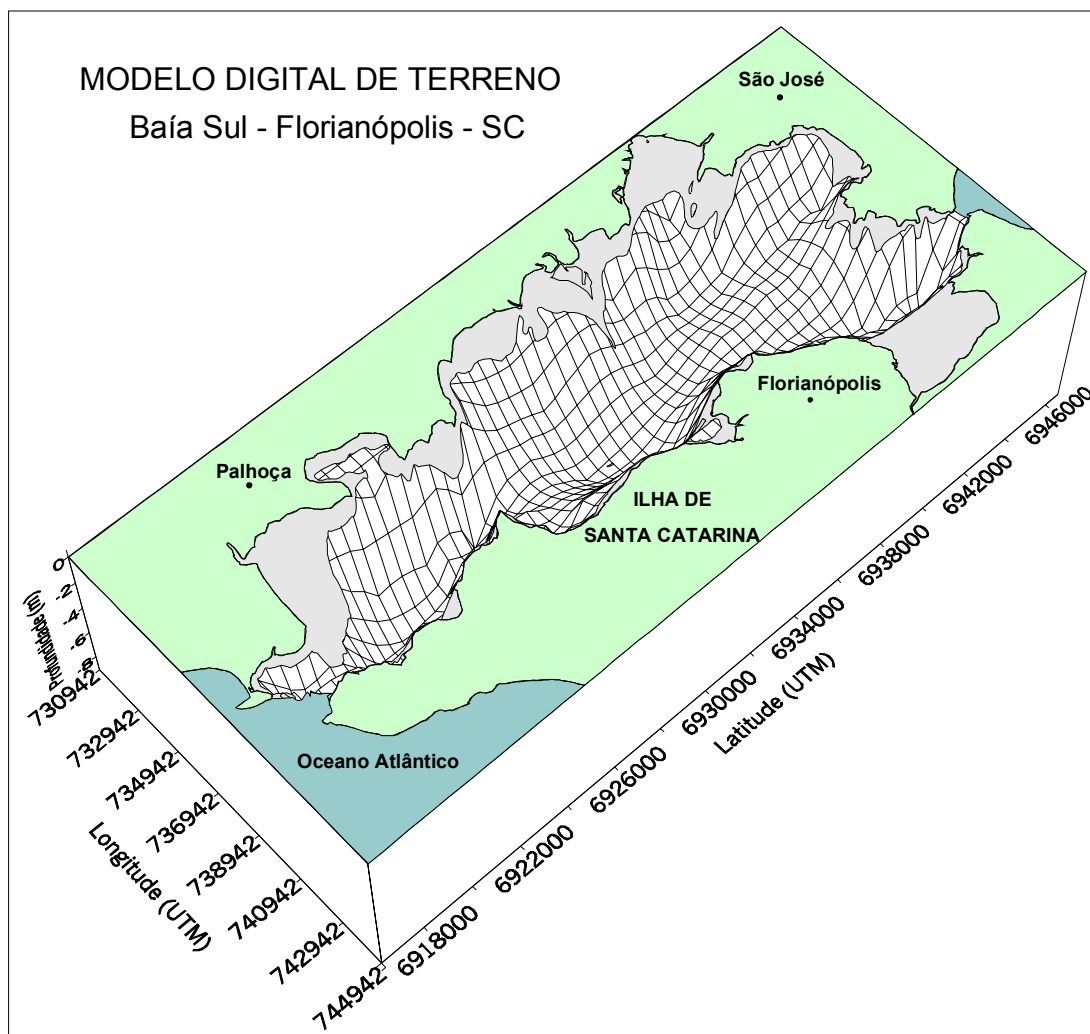 MODELO DIGITAL DE TERRENO
Baía Sul - Florianópolis - SC
São José
Florianópolis
Palhoça
ILHA DE
SANTA CATARINA
Oceano Atlântico
0
-2
-4
-6
-8
Profundidade (m)
730942
732942
734942
736942
738942
740942
742942
744942
Longitude (UTM)
6918000
6922000
6926000
6930000
6934000
6938000
6942000
6946000
Latitude (UTM)